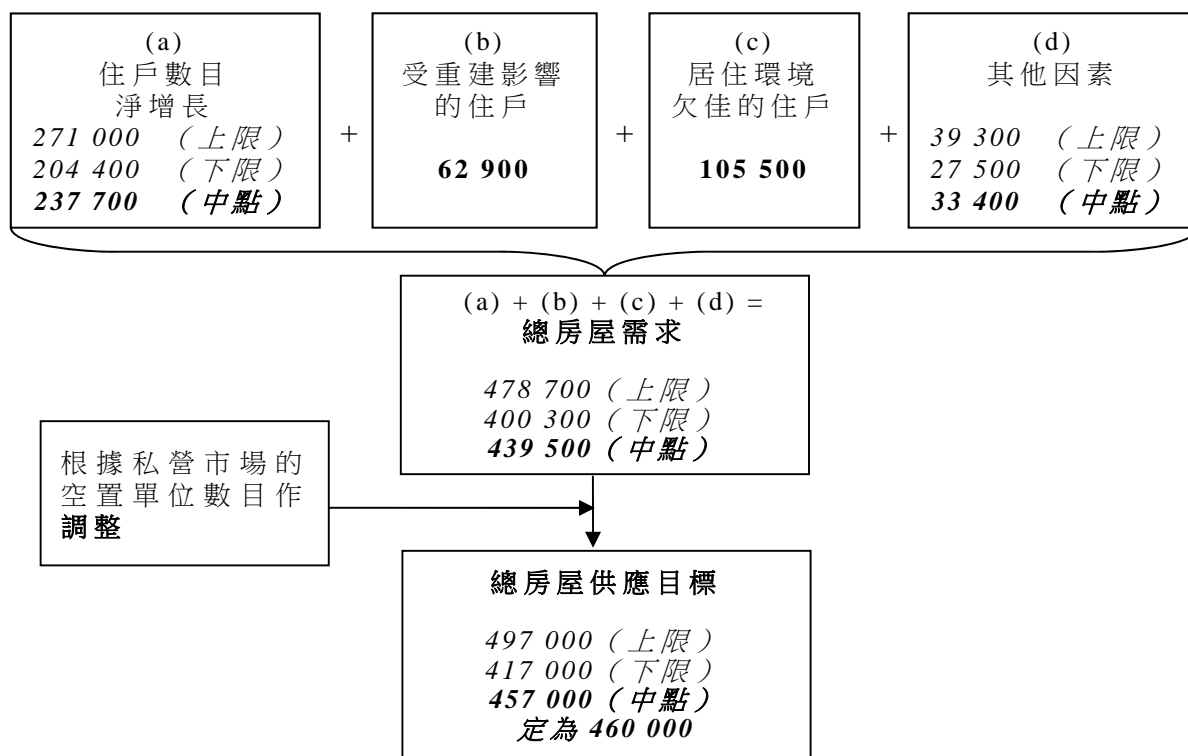 (a)
住戶數目
淨增長
271 000 （上限）
204 400 （下限）
237 700 （中點）
+
(b)
受重建影響
的住戶
62 900
+
(c)
居住環境
欠佳的住戶
105 500
+
(d)
其他因素
39 300 （上限）
27 500 （下限）
33 400 （中點）
(a) + (b) + (c) + (d) =
總房屋需求
478 700（上限）
400 300（下限）
439 500（中點）
根據私營市場的
空置單位數目作
調整
總房屋供應目標
497 000（上限）
417 000（下限）
457 000（中點）
定為 460 000